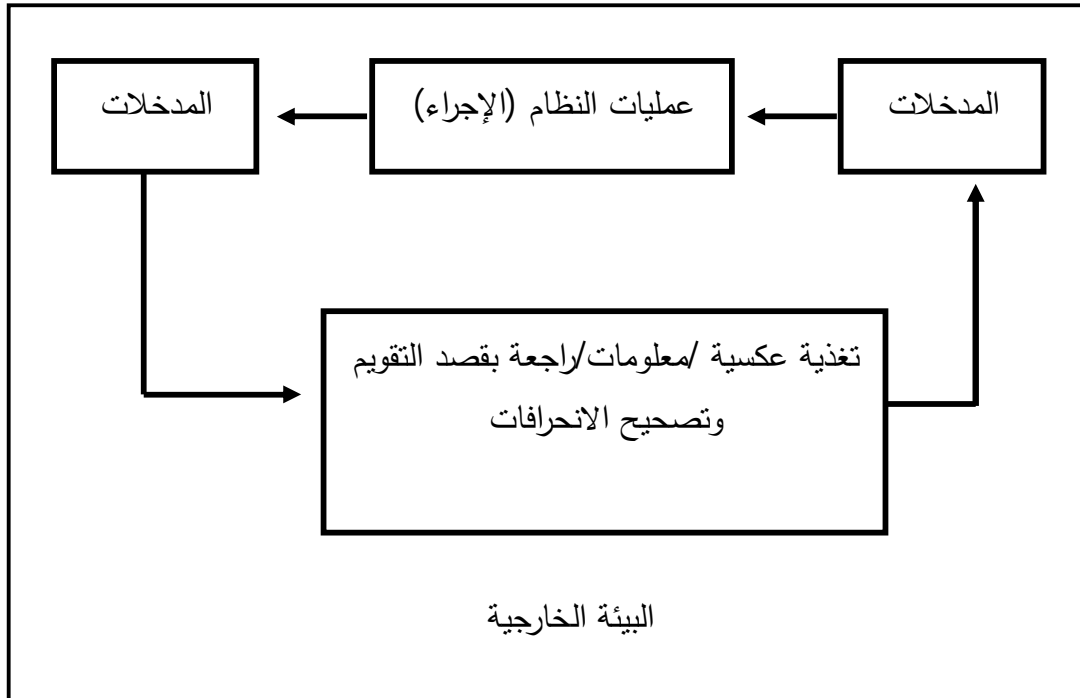 المدخلات
عمليات النظام (الإجراء)
المدخلات
تغذية عكسية /معلومات/راجعة بقصد التقويم
وتصحيح الانحرافات
البيئة الخارجية